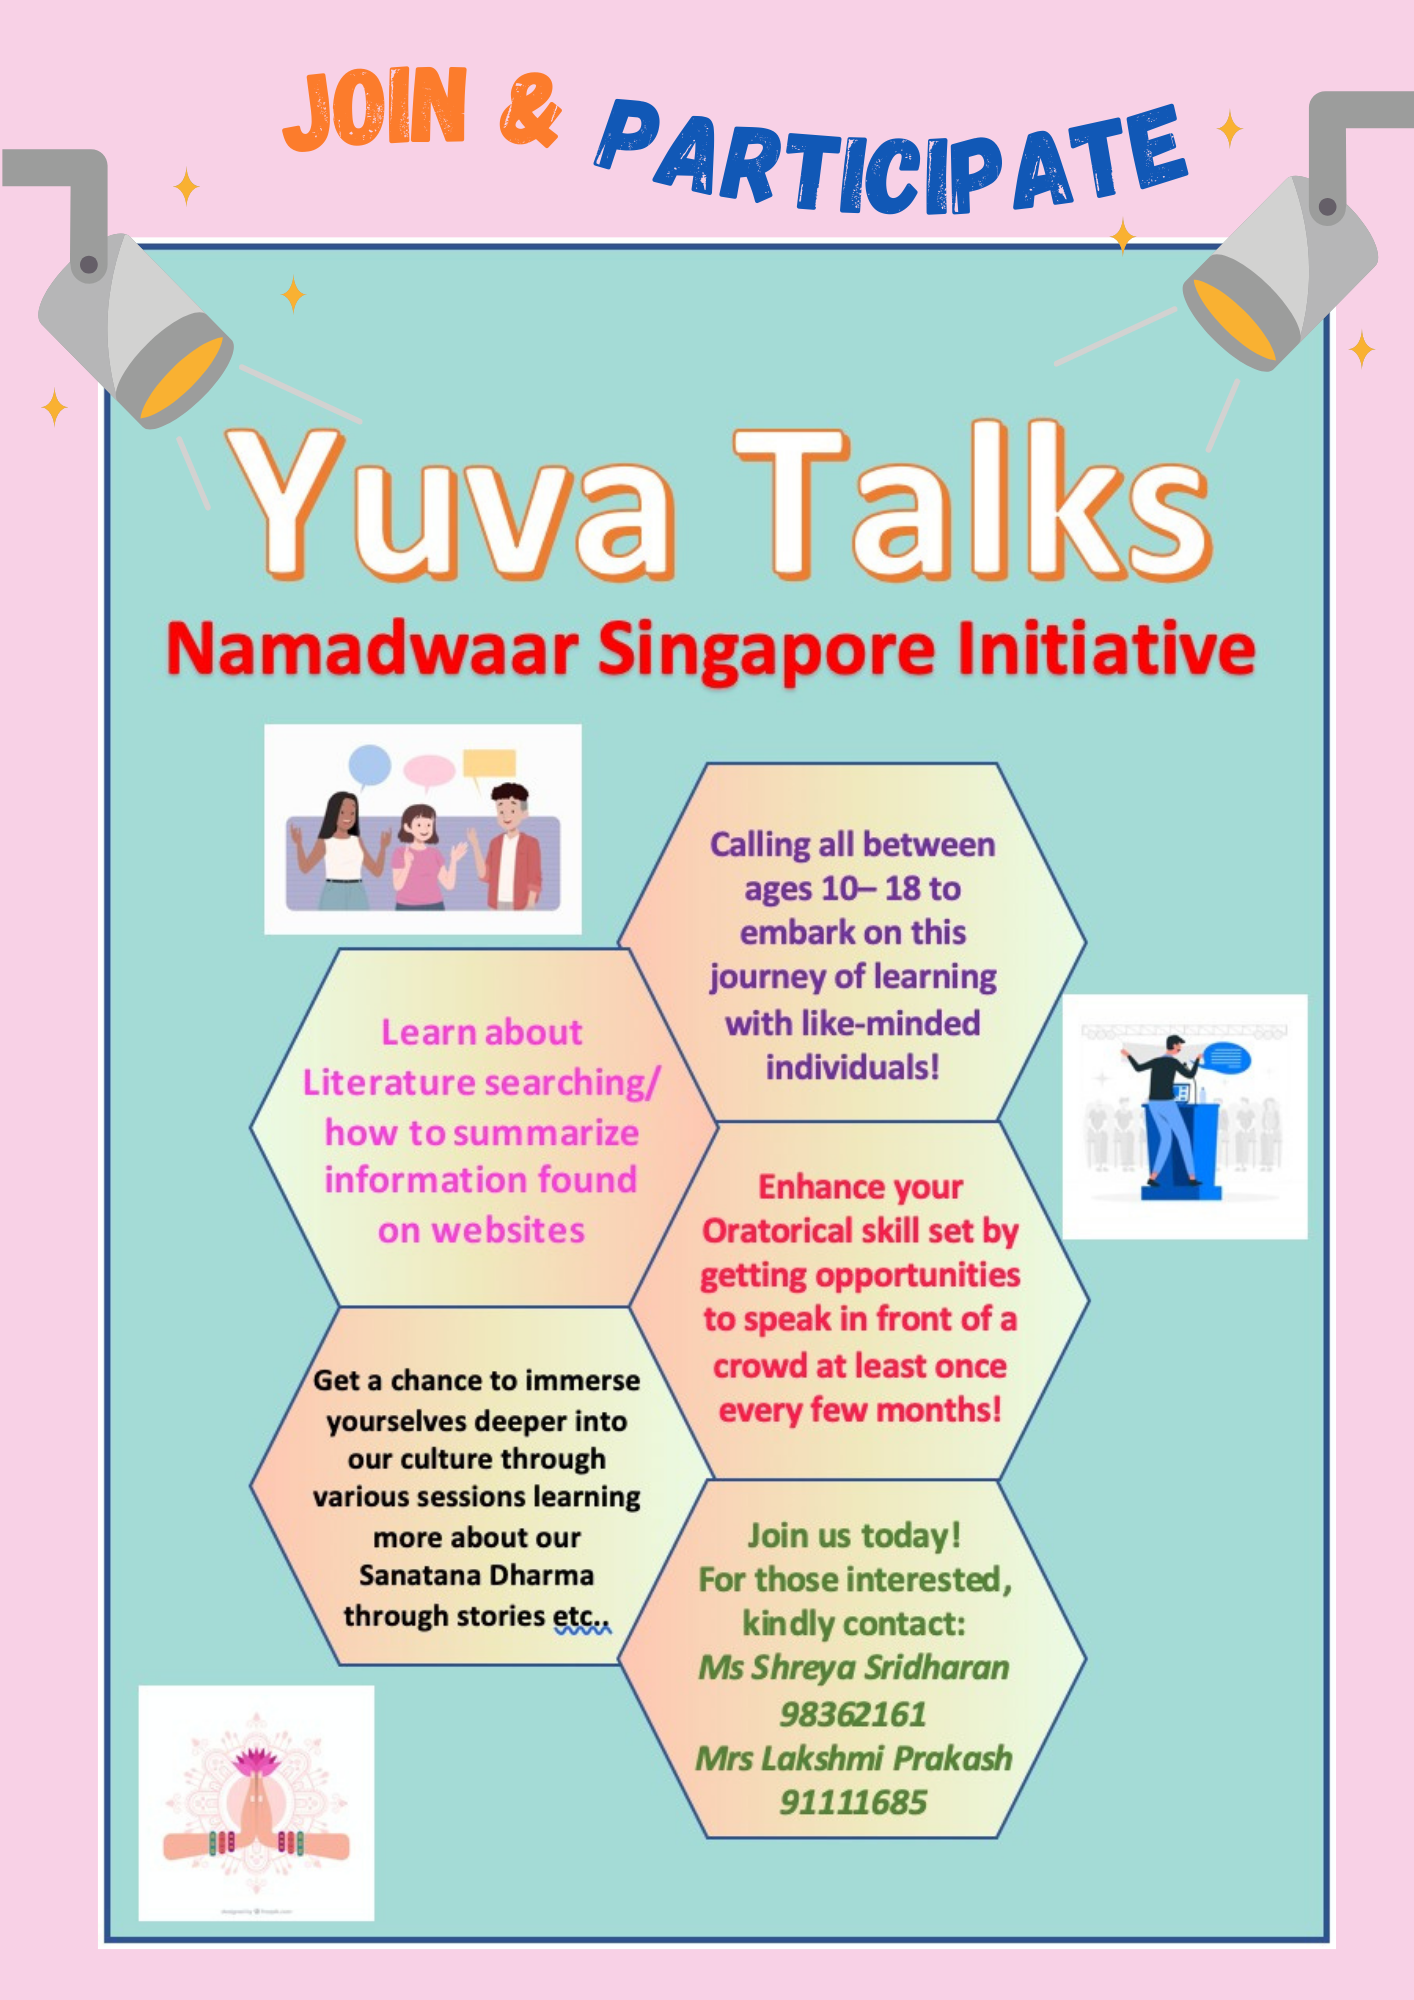 JOIN & PARTICIPATE
Yuva Talks
Namadwaar Singapore Initiative
Calling all between
ages 10– 18 to
embark on this
journey of learning
with like-minded
individuals!
Learn about
Literature searching/
how to summarize
information found
on websites
Enhance your
Oratorical skill set by
getting opportunities
to speak in front of a
crowd at least once
every few months!
Get a chance to immerse
yourselves deeper into
our culture through
various sessions learning
more about our
Sanatana Dharma
through stories etc..
Join us today!
For those interested,
kindly contact:
Ms Shreya Sridharan
98362161
Mrs Lakshmi Prakash
91111685